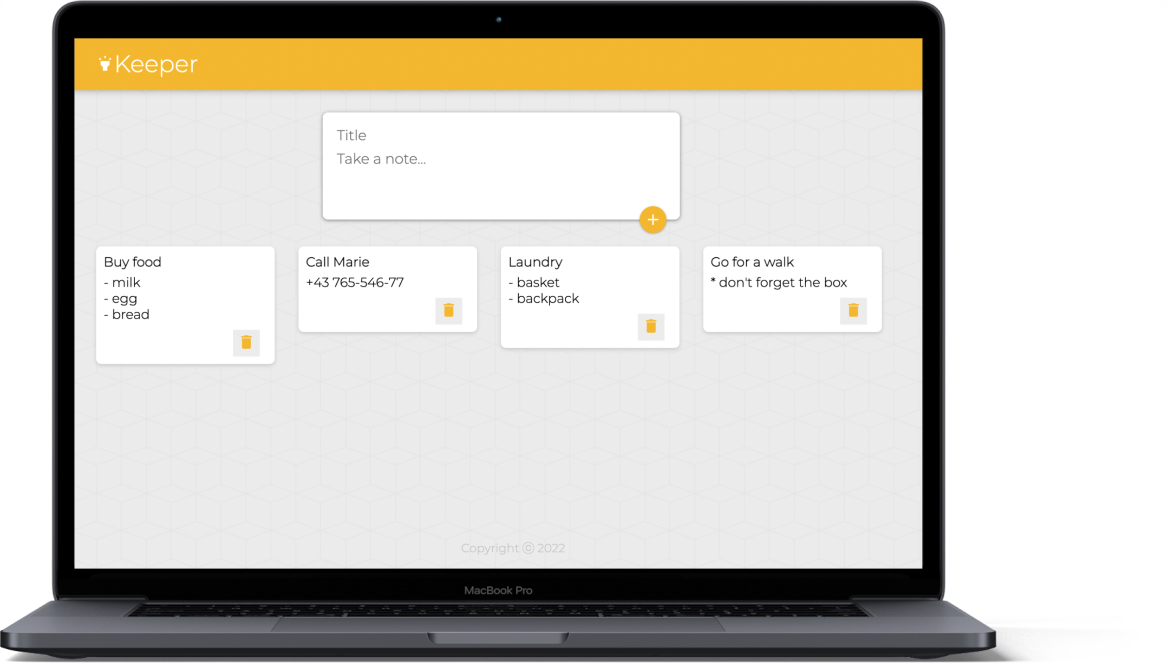 Keeper
Title
Take a note...
Buy food
- milk
- egg
- bread
Call Marie
+43 765-546-77
Laundry
- basket
- backpack
Go for a walk
* don't forget the box
Copyright ⓒ 2022
MacBook Pro